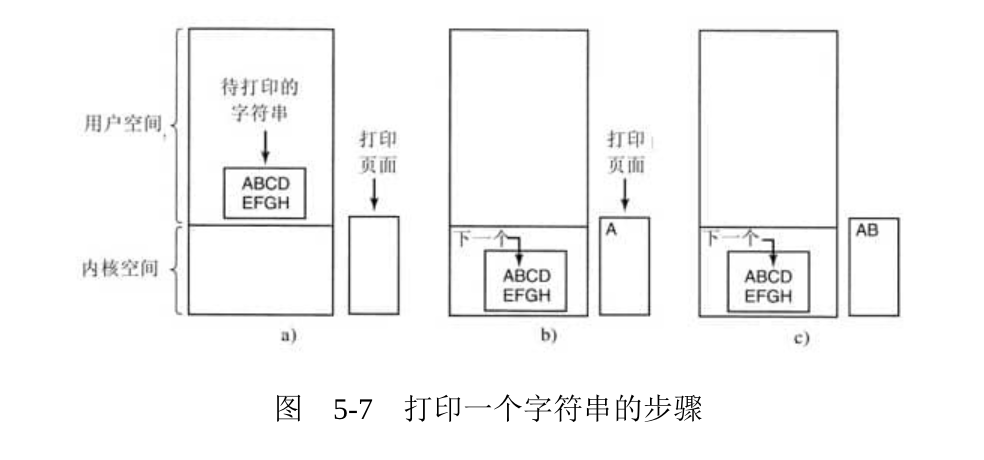 用户空间
待打印的
字符串
ABCD
EFGH
打印
页面
内核空间
a)
打印
页面
A
下一个
ABCD
EFGH
b)
AB
下一个
ABCD
EFGH
c)
图 5-7 打印一个字符串的步骤